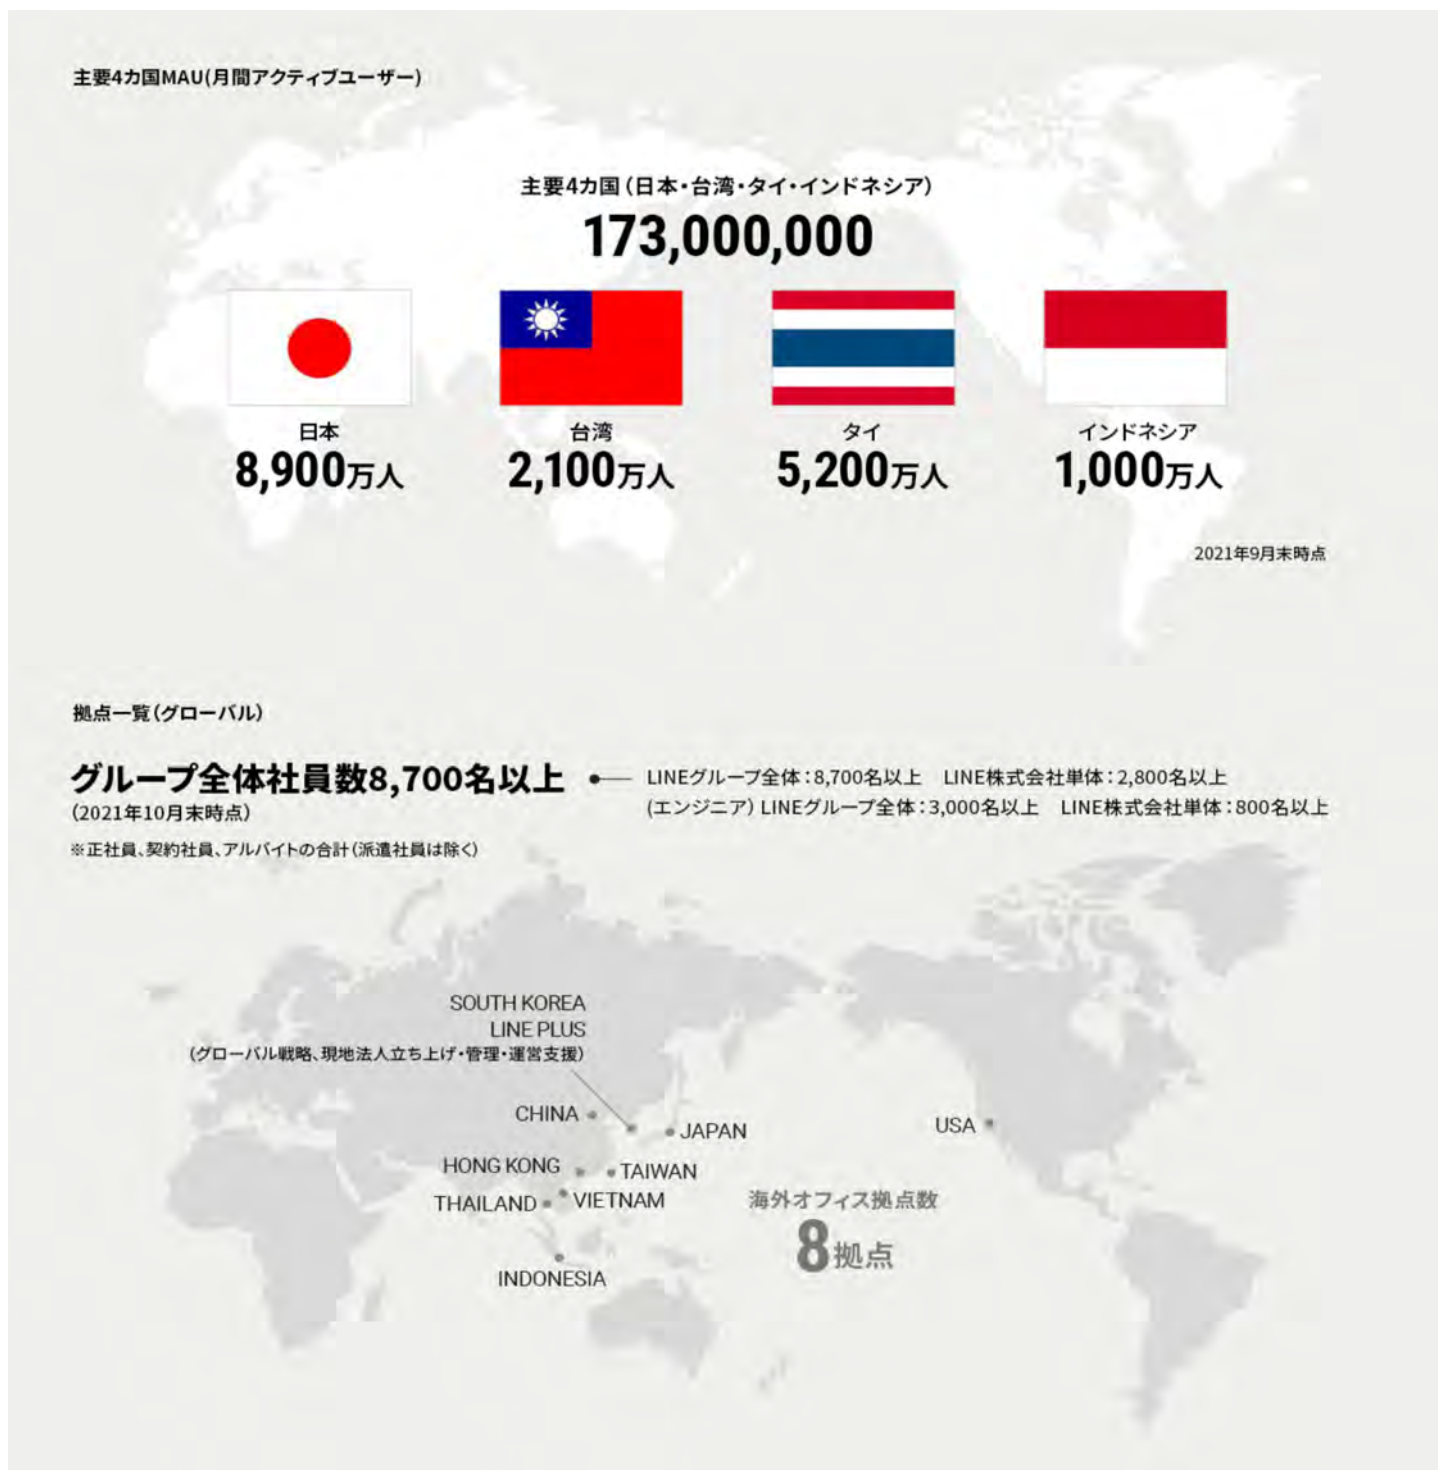 主要4カ国MAU(月間アクティブユーザー)
主要4カ国（日本・台湾・タイ・インドネシア）
173,000,000
日本
8,900万人
台湾
2,100万人
タイ
5,200万人
インドネシア
1,000万人
2021年9月末時点
拠点一覧（グローバル）
グループ全体社員数8,700名以上
（2021年10月末時点）
※正社員、契約社員、アルバイトの合計（派遣社員は除く）
LINEグループ全体：8,700名以上　LINE株式会社単体：2,800名以上
(エンジニア）LINEグループ全体：3,000名以上　LINE株式会社単体：800名以上
SOUTH KOREA
LINE PLUS
（グローバル戦略、現地法人立ち上げ・管理・運営支援）
CHINA
JAPAN
USA
HONG KONG
TAIWAN
THAILAND
VIETNAM
INDONESIA
海外オフィス拠点数
8拠点